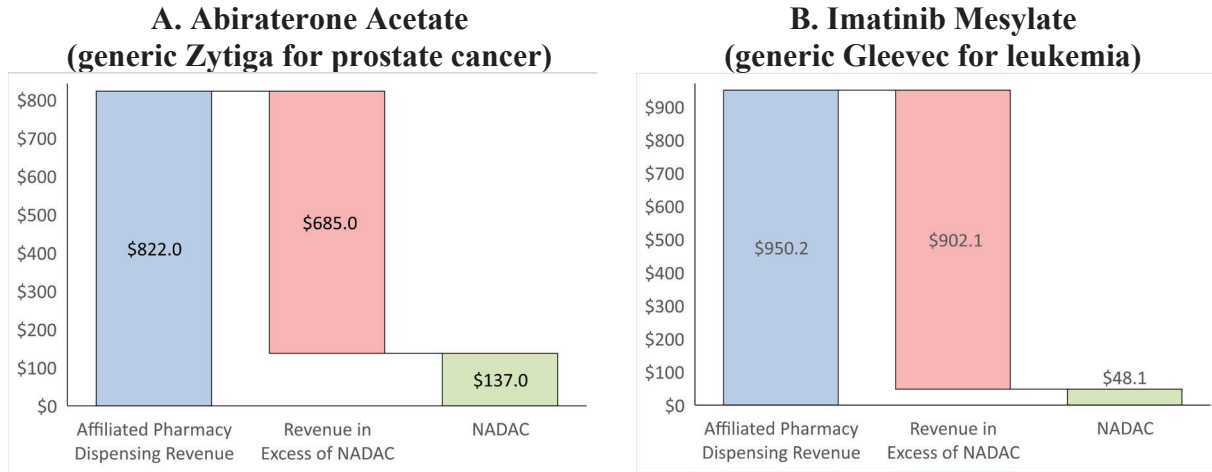 A. Abiraterone Acetate
(generic Zytiga for prostate cancer)
$800
$700
$600
$500
$400
$300
$200
$100
$0
$822.0
$685.0
$137.0
Affiliated Pharmacy
Dispensing Revenue
Revenue in
Excess of NADAC
NADAC
B. Imatinib Mesylate
(generic Gleevec for leukemia)
$900
$800
$700
$600
$500
$400
$300
$200
$100
$0
$950.2
$902.1
$48.1
Affiliated Pharmacy
Dispensing Revenue
Revenue in
Excess of NADAC
NADAC